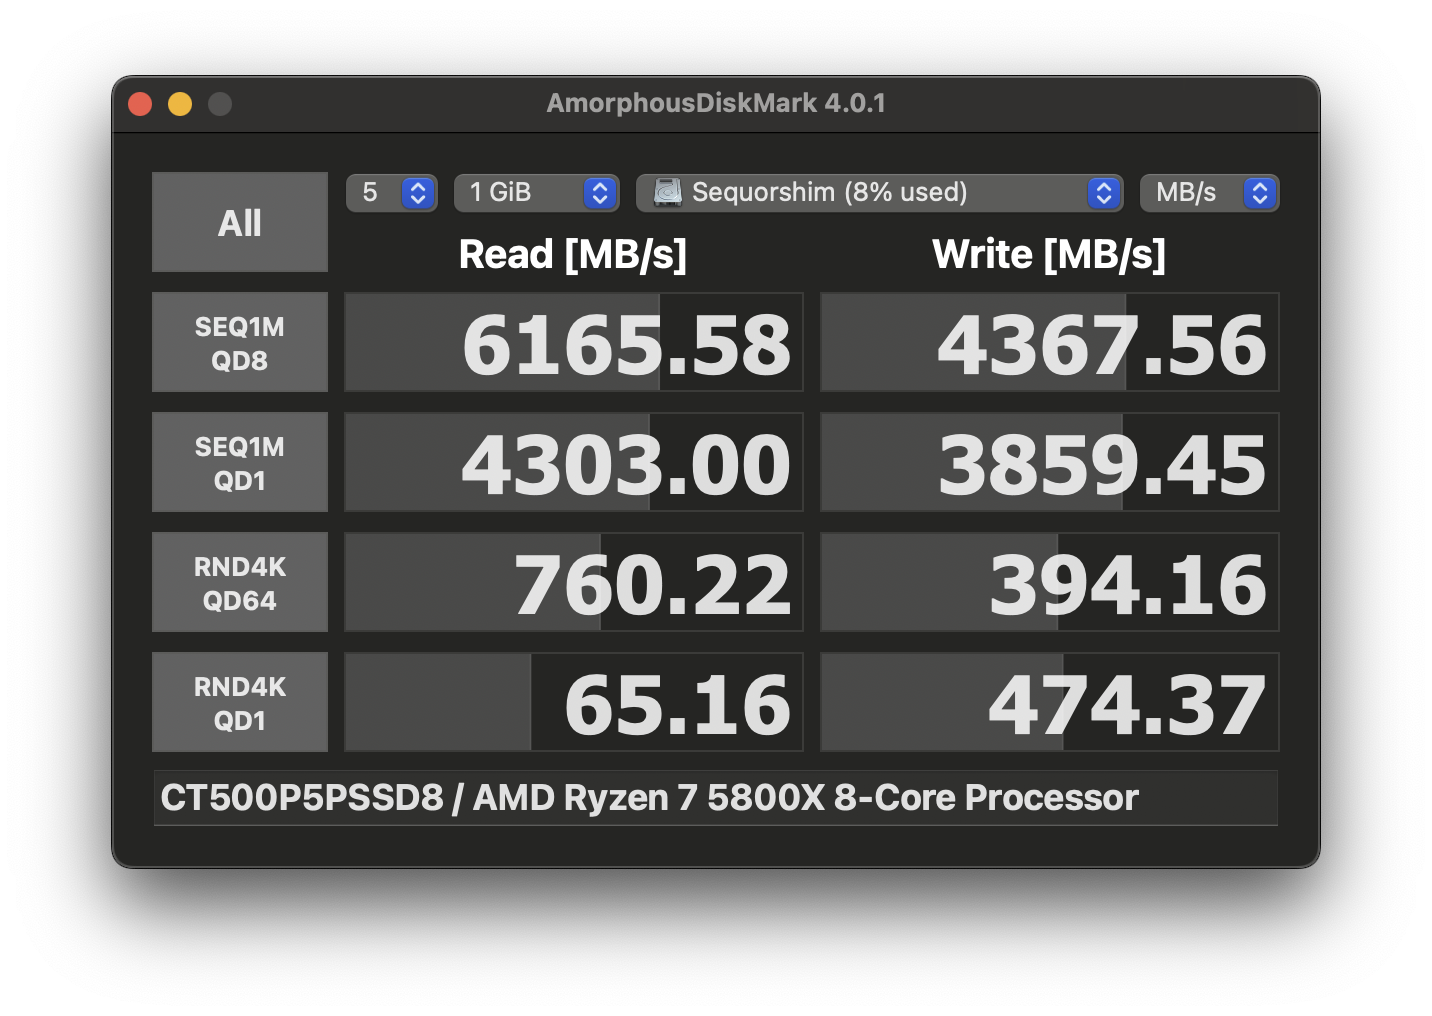 AmorphousDiskMark 4.0.1
All
5
1 GiB
Sequorshim (8% used)
MB/s
Read [MB/s]
Write [MB/s]
SEQ1M
QD8
6165.58
4367.56
SEQ1M
QD1
4303.00
3859.45
RND4K
QD64
760.22
394.16
RND4K
QD1
65.16
474.37
CT500P5PSSD8 / AMD Ryzen 7 5800X 8-Core Processor